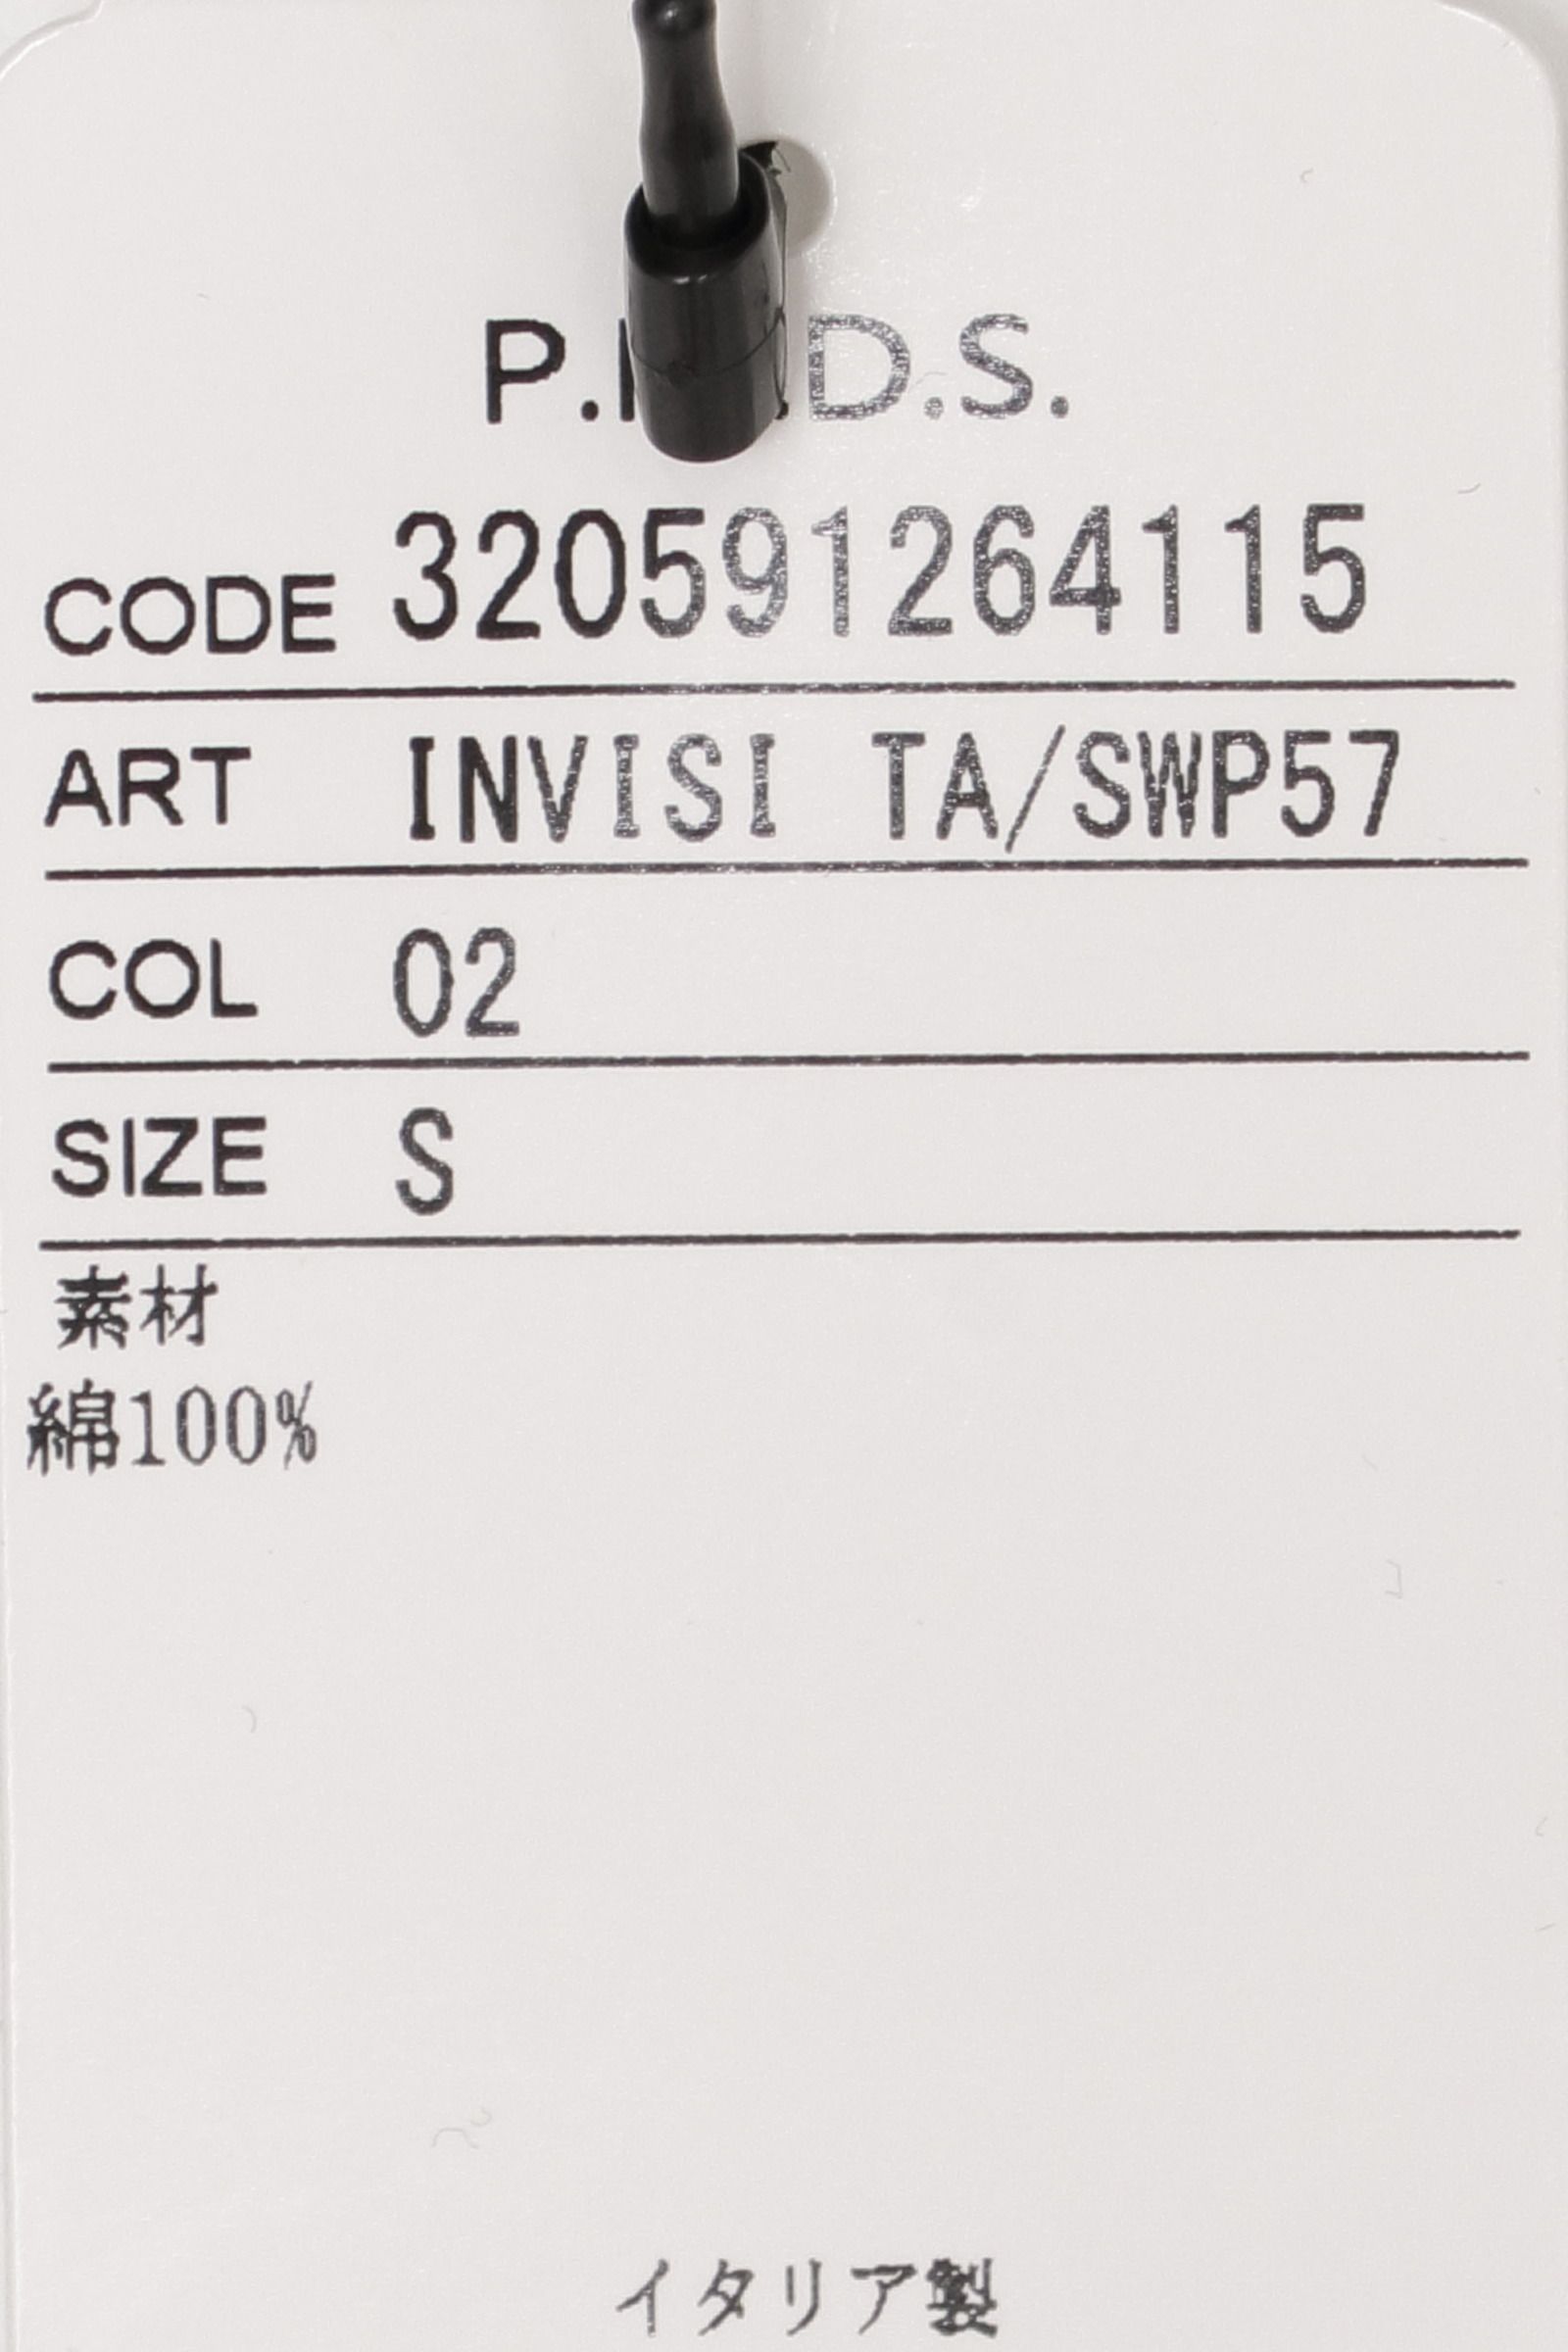 CODE 320591264115
ART INVISI TA/SWP57
COL 02
SIZE S
素材
綿100%
イタリア製